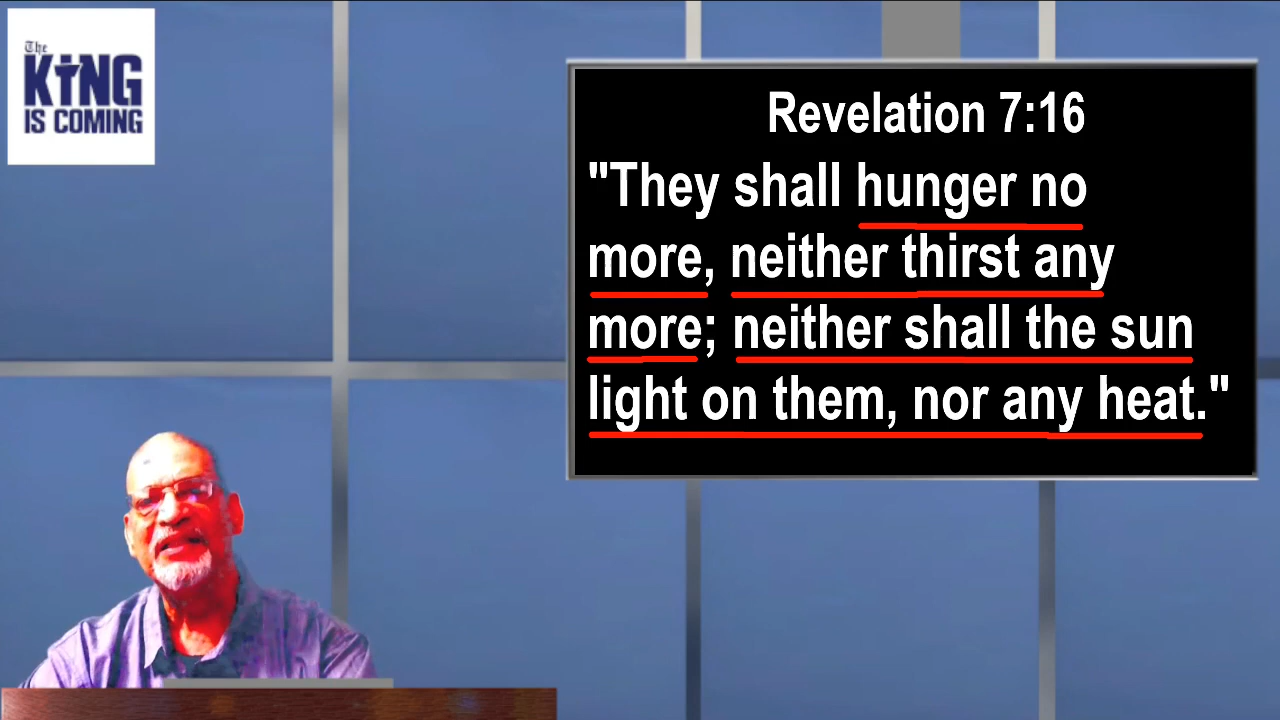 The
KING
IS COMING
Revelation 7:16
"They shall hunger no
more, neither thirst any
more; neither shall the sun
light on them, nor any heat."